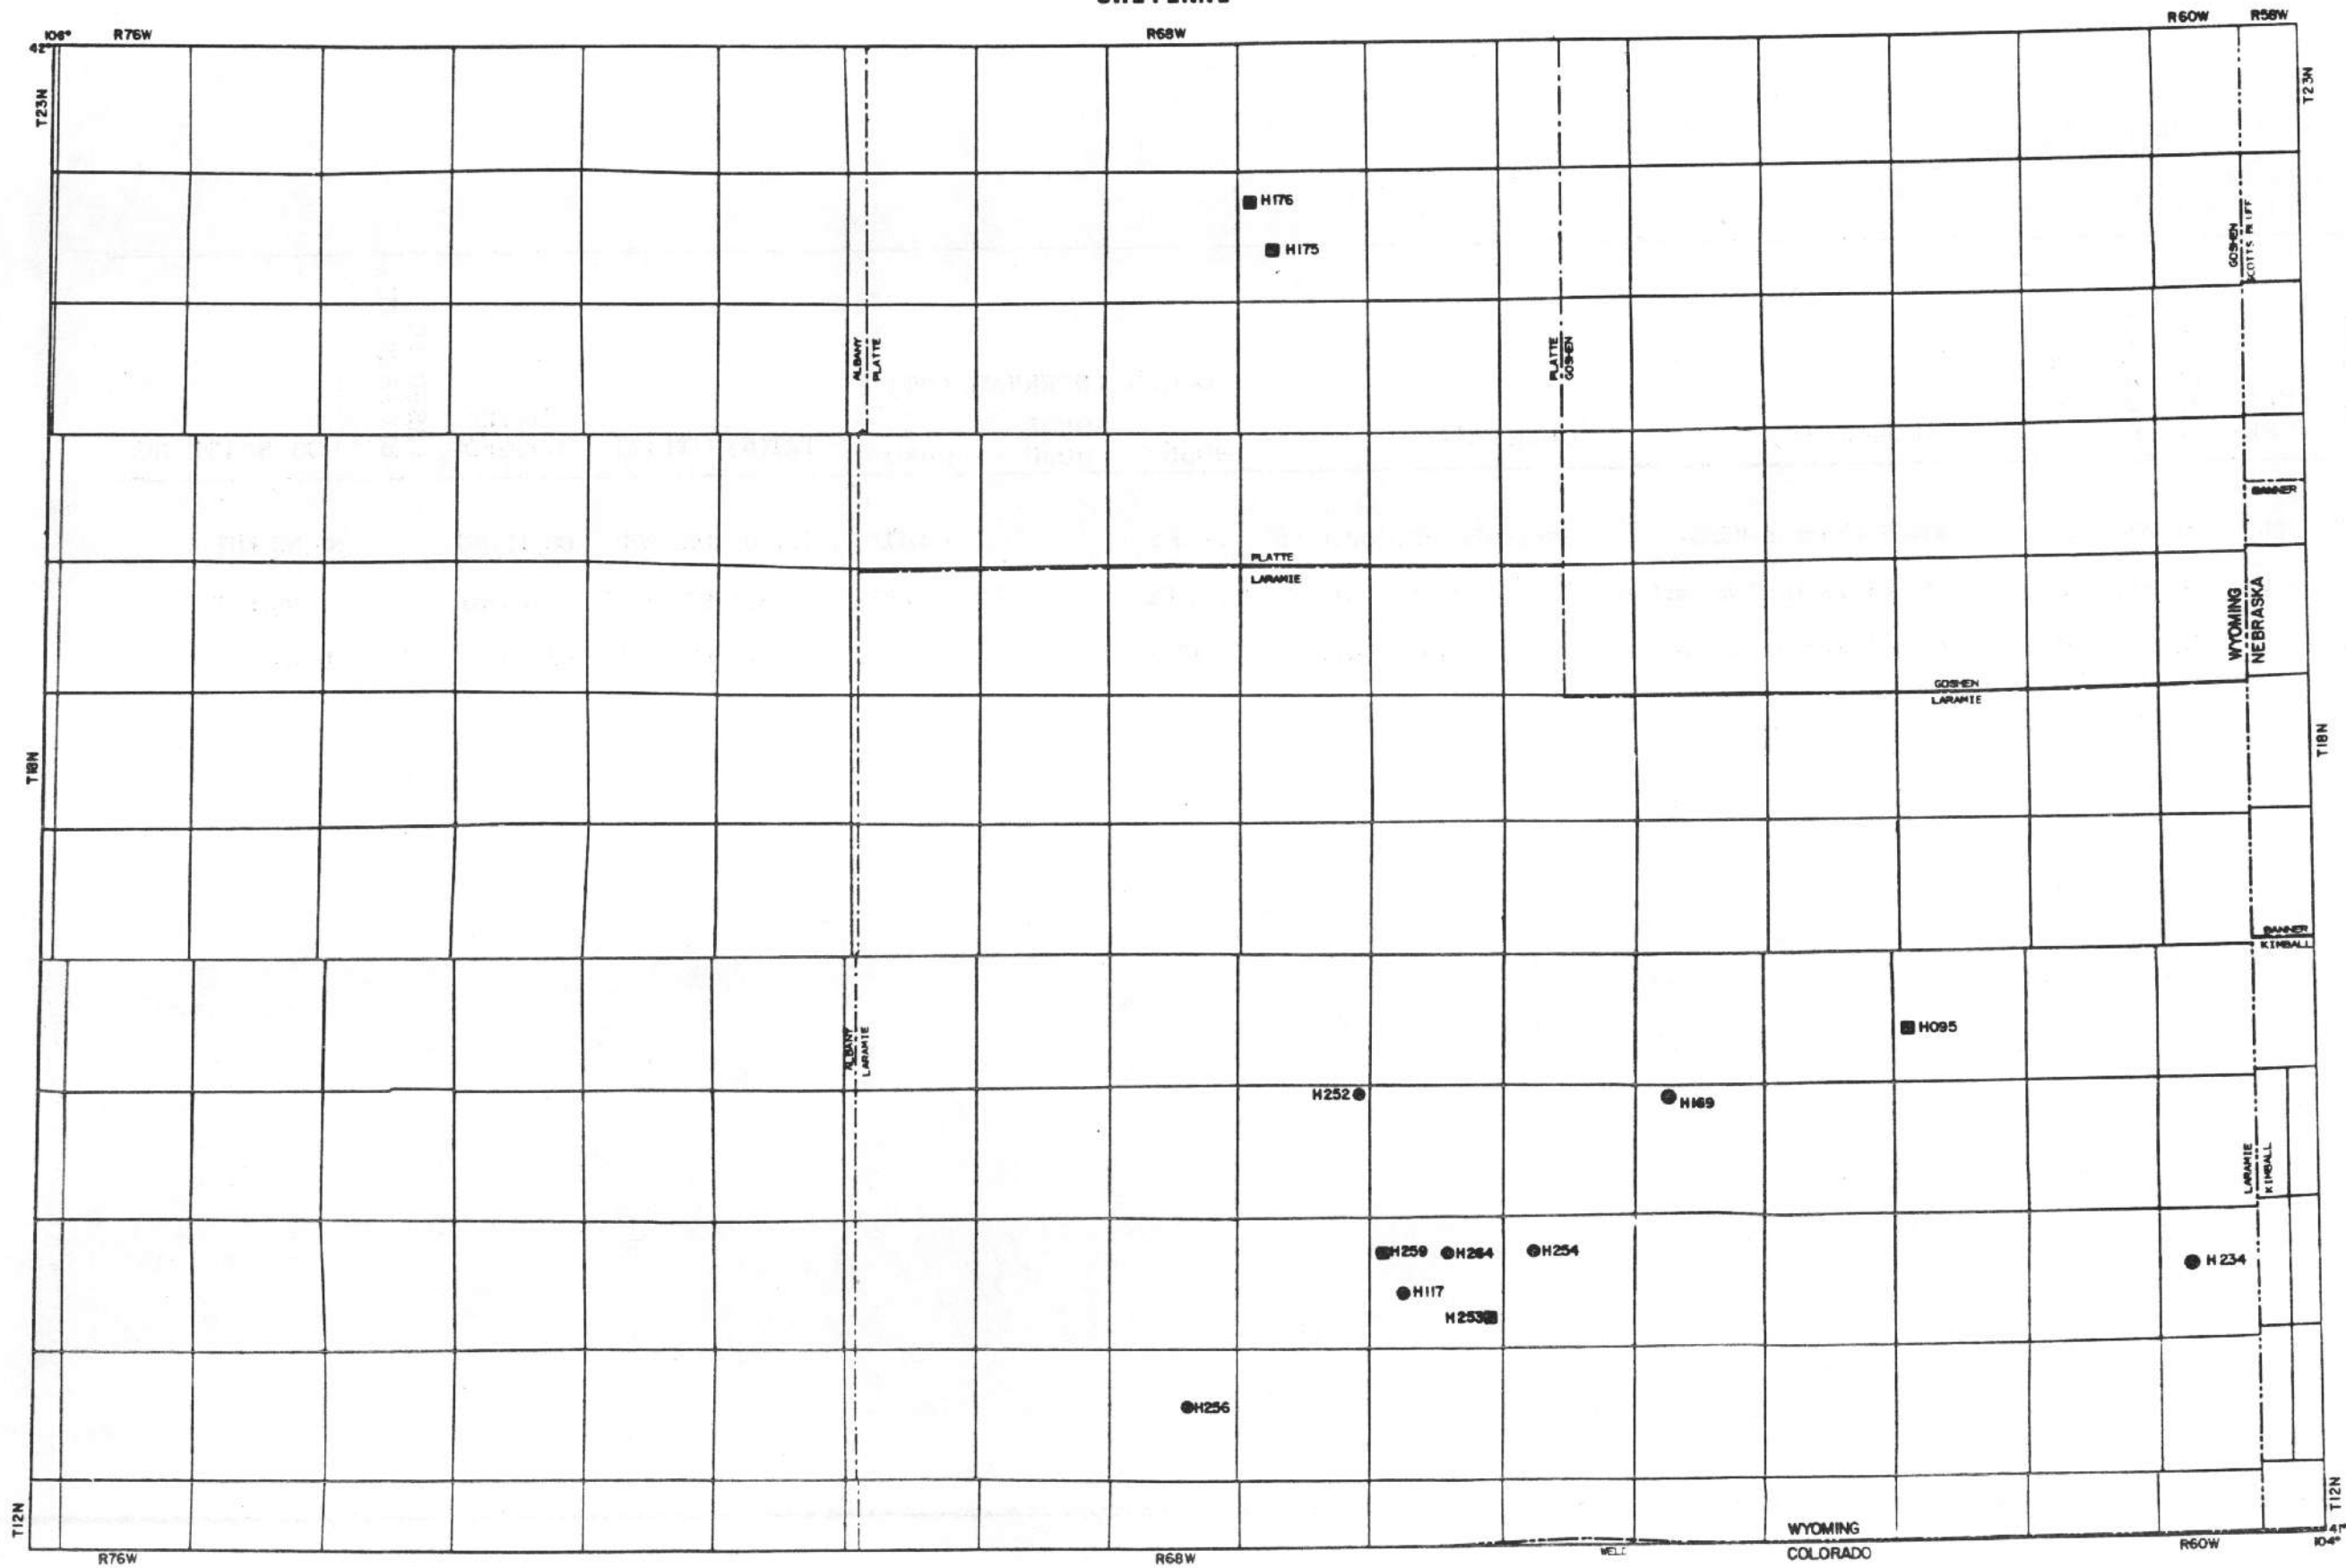 CHEYENNE
106° R76W R68W R60W R58W
42°
T23N T23N
H176
H175
GOSHEN
SCOTTS BLUFF
ALBANY
PLATTE
PLATTE
GOSHEN
BANNER
PLATTE
LARAMIE
WYOMING
NEBRASKA
GOSHEN
LARAMIE
T18N T18N
BANNER
KIMBALL
H095
ALBANY
LARAMIE
H252
H169
LARAMIE
KIMBALL
H259 H264 H254
H234
H117
H253
H256
T12N T12N
WYOMING
41°
R76W R68W WELD COLORADO R60W 104°